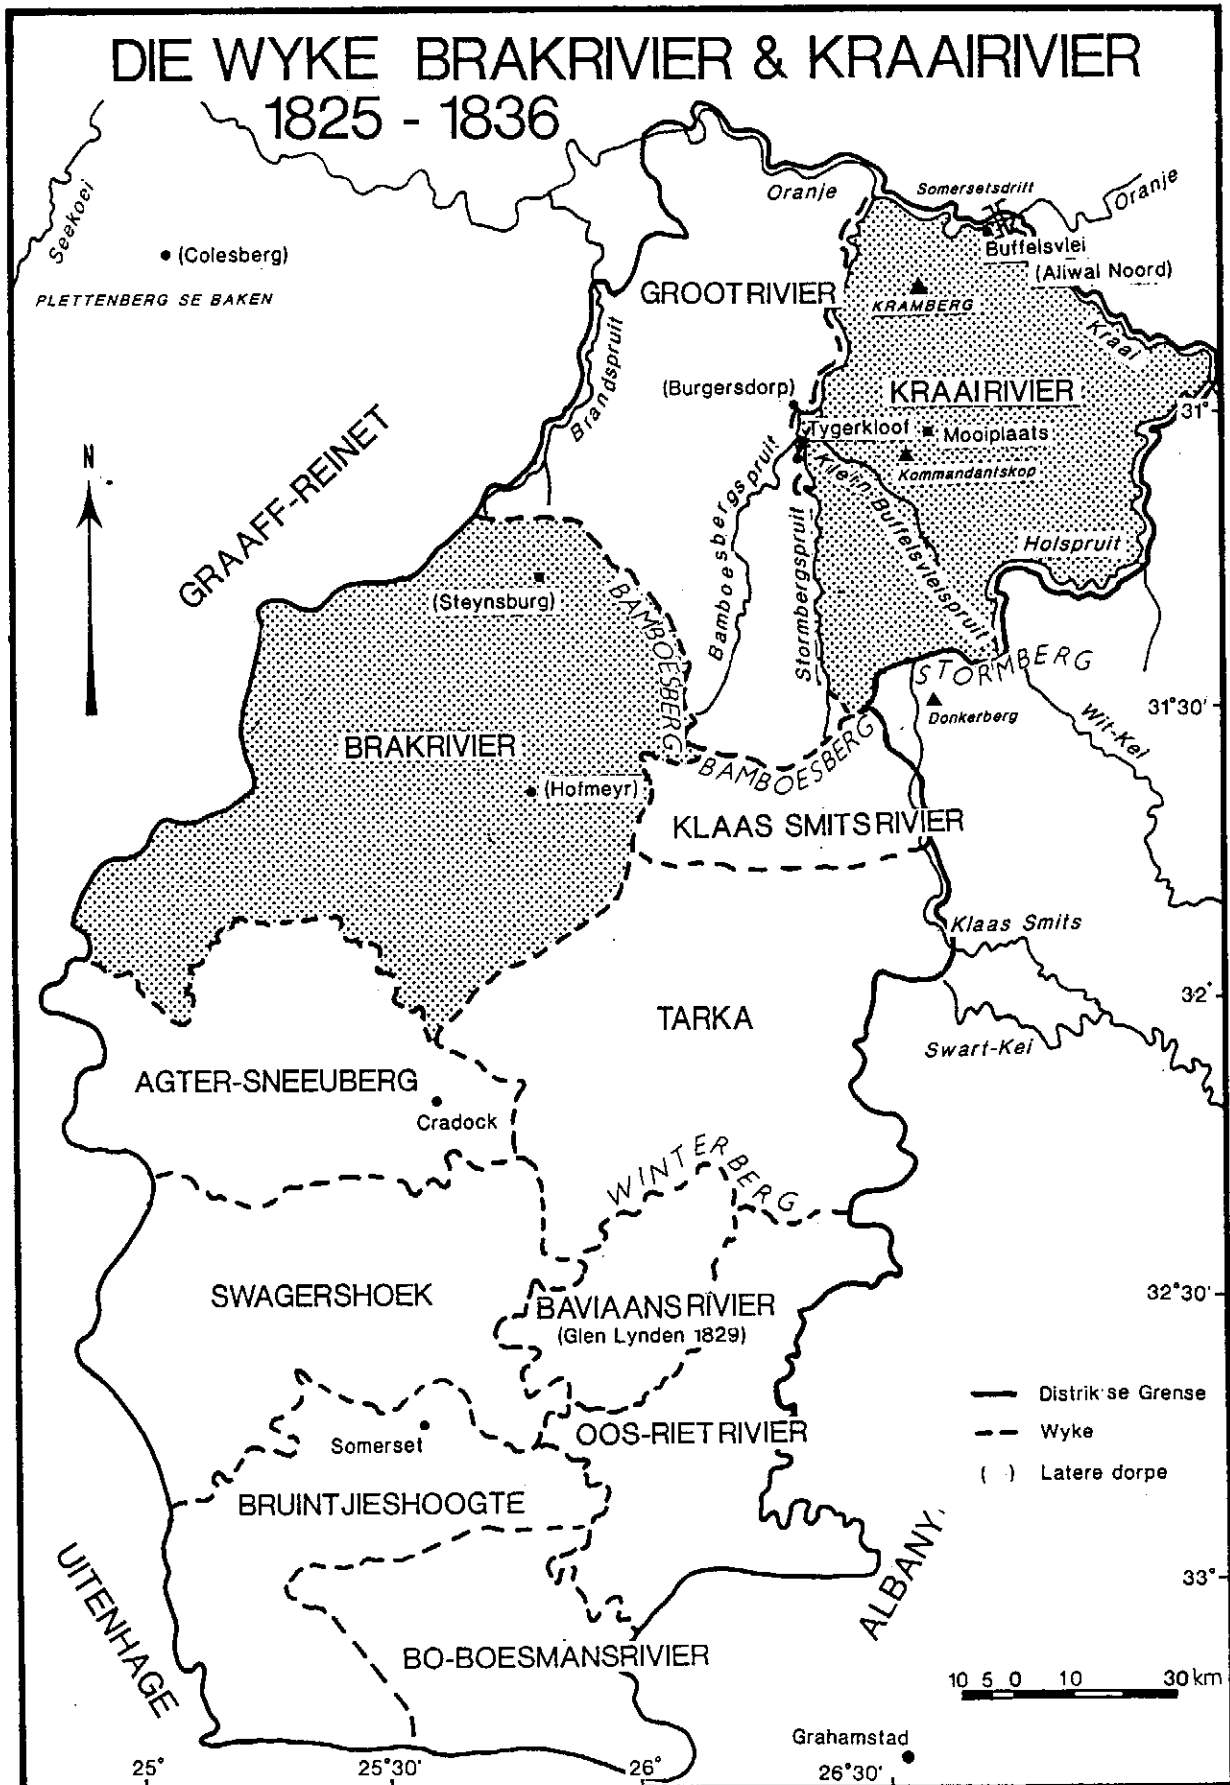 DIE WYKE BRAKRIVIER & KRAAIRIVIER
1825 - 1836
Seekoei
(Colesberg)
PLETTENBERG SE BAKEN
Oranje
Somersetsdrift
Oranje
Buffelsvlei
(Aliwal Noord)
GROOTRIVIER
KRAMBERG
Kraal
Brandspruit
(Burgersdorp)
KRAAIRIVIER
31°
Tygerkloof
Mooiplaats
Kommandantskop
GRAAFF-REINET
N
Bamboesbergspruit
Stormbergspruit
Klein Buffelsvleispruit
Holspruit
(Steynsburg)
BAMBOESBERG
STORMBERG
Donkerberg
31°30'
Wit-Kei
BRAKRIVIER
(Hofmeyr)
BAMBOESBERG
KLAAS SMITSRIVIER
Klaas Smits
32°
TARKA
Swart-Kei
AGTER-SNEEUBERG
Cradock
WINTERBERG
SWAGERSHOEK
32°30'
BAVIAANSRIVIER
(Glen Lynden 1829)
Distrik se Grense
Wyke
( ) Latere dorpe
Somerset
OOS-RIETRIVIER
BRUINTJIESHOOGTE
UITENHAGE
ALBANY.
33°
BO-BOESMANSRIVIER
10 5 0 10 30 km
Grahamstad
25°
25°30'
26°
26°30'